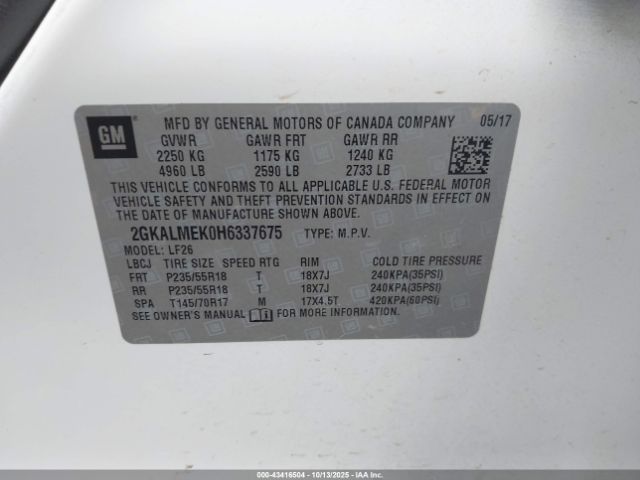 GM
MFD BY GENERAL MOTORS OF CANADA COMPANY 05/17
GVWR GAWR FRT GAWR RR
2250 KG 1175 KG 1240 KG
4960 LB 2590 LB 2733 LB
THIS VEHICLE CONFORMS TO ALL APPLICABLE U.S. FEDERAL MOTOR
VEHICLE SAFETY AND THEFT PREVENTION STANDARDS IN EFFECT ON
THE DATE OF MANUFACTURE SHOWN ABOVE.
2GKALMEK0H6337675 TYPE: M.P.V.
MODEL: LF26
LBCJ TIRE SIZE SPEED RTG RIM COLD TIRE PRESSURE
FRT P235/55R18 T 18X7J 240KPA(35PSI)
RR P235/55R18 T 18X7J 240KPA(35PSI)
SPA T145/70R17 M 17X4.5T 420KPA(60PSI)
SEE OWNER'S MANUAL FOR MORE INFORMATION.
000-43416504 - 10/13/2025 - IAAI.COM